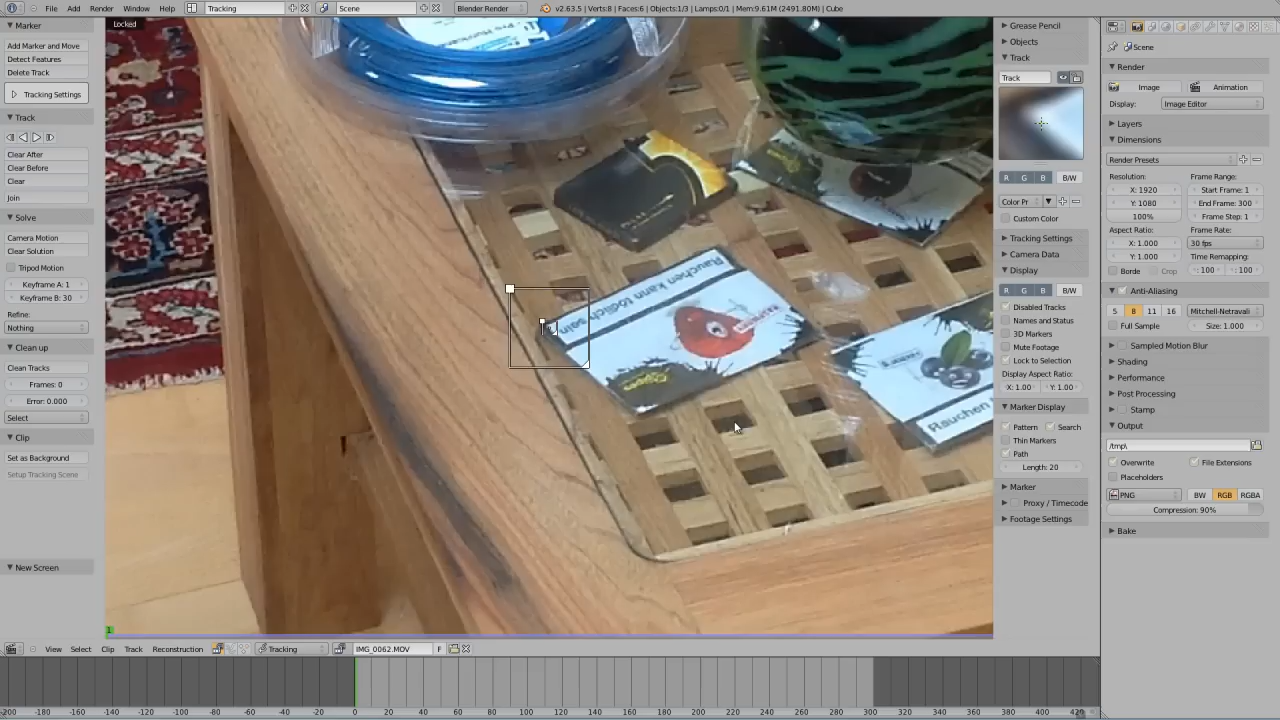 File Add Render Window Help Tracking Scene Blender Render v2.63.5 | Verts:8 | Faces:6 | Objects:1/3 | Lamps:0/1 | Mem:9.61M (2491.80M) | Cube
Locked
Marker
Add Marker and Move
Detect Features
Delete Track
Tracking Settings
Track
Clear After
Clear Before
Clear
Join
Solve
Camera Motion
Clear Solution
Tripod Motion
Keyframe A: 1
Keyframe B: 30
Refine:
Nothing
Clean up
Clean Tracks
Frames: 0
Error: 0.000
Select
Clip
Set as Background
Setup Tracking Scene
New Screen
Rauchen kann tödlich sein
Rauchen
Grease Pencil
Objects
Track
Track
R G B B/W
Color Pr
Custom Color
Tracking Settings
Camera Data
Display
R G B B/W
Disabled Tracks
Names and Status
3D Markers
Mute Footage
Lock to Selection
Display Aspect Ratio:
X: 1.00 Y: 1.00
Marker Display
Pattern Search
Thin Markers
Path
Length: 20
Marker
Proxy / Timecode
Footage Settings
Scene
Render
Image Animation
Display: Image Editor
Layers
Dimensions
Render Presets
Resolution: Frame Range:
X: 1920 Start Frame: 1
Y: 1080 End Frame: 300
100% Frame Step: 1
Aspect Ratio: Frame Rate:
X: 1.000 30 fps
Y: 1.000 Time Remapping:
Borde Crop :100 :100
Anti-Aliasing
5 8 11 16 Mitchell-Netravali
Full Sample Size: 1.000
Sampled Motion Blur
Shading
Performance
Post Processing
Stamp
Output
/tmp\
Overwrite File Extensions
Placeholders
PNG BW RGB RGBA
Compression: 90%
Bake
1
View Select Clip Track Reconstruction Tracking IMG_0062.MOV F
-200 -180 -160 -140 -120 -100 -80 -60 -40 -20 0 20 40 60 80 100 120 140 160 180 200 220 240 260 280 300 320 340 360 380 400 420